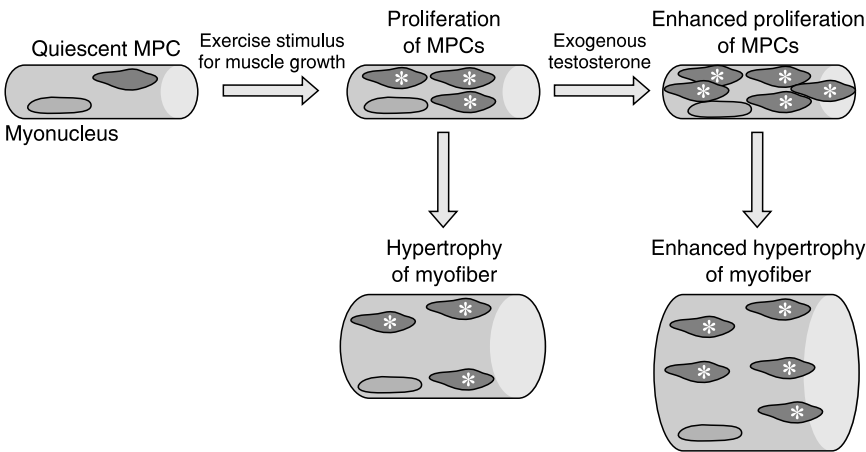 Quiescent MPC
Myonucleus
Exercise stimulus
for muscle growth
Proliferation
of MPCs
*
*
*
Exogenous
testosterone
Enhanced proliferation
of MPCs
*
*
*
*
*
Hypertrophy
of myofiber
*
*
*
Enhanced hypertrophy
of myofiber
*
*
*
*
*